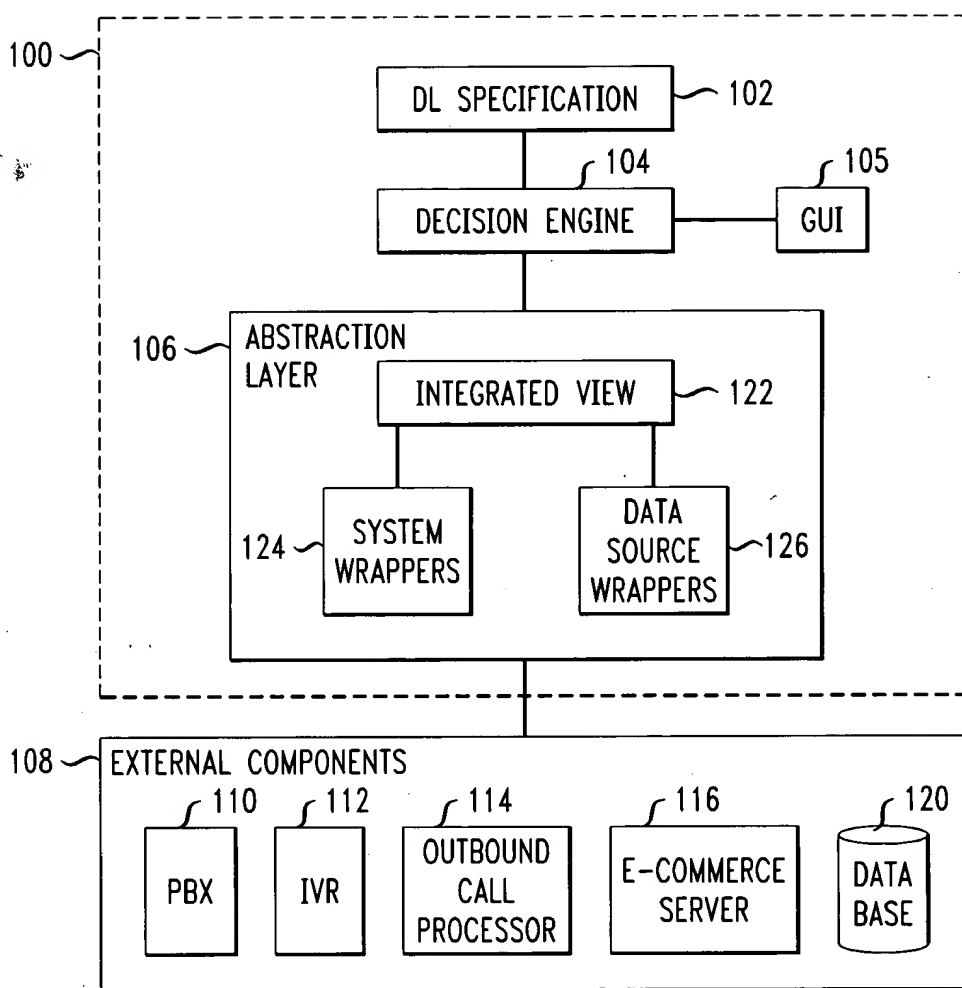 100
DL SPECIFICATION
102
104
105
DECISION ENGINE
GUI
106
ABSTRACTION
LAYER
INTEGRATED VIEW
122
124
SYSTEM
WRAPPERS
DATA
SOURCE
WRAPPERS
126
108
EXTERNAL COMPONENTS
110
112
114
116
120
PBX
IVR
OUTBOUND
CALL
PROCESSOR
E-COMMERCE
SERVER
DATA
BASE